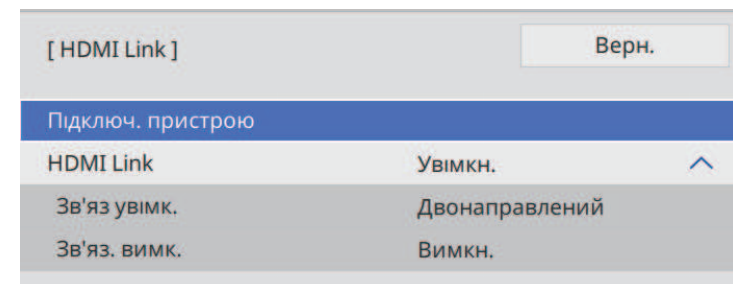 [ HDMI Link ] Верн.
Підключ. пристрою
HDMI Link Увімкн.
Зв'яз увімк. Двонаправлений
Зв'яз. вимк. Вимкн.